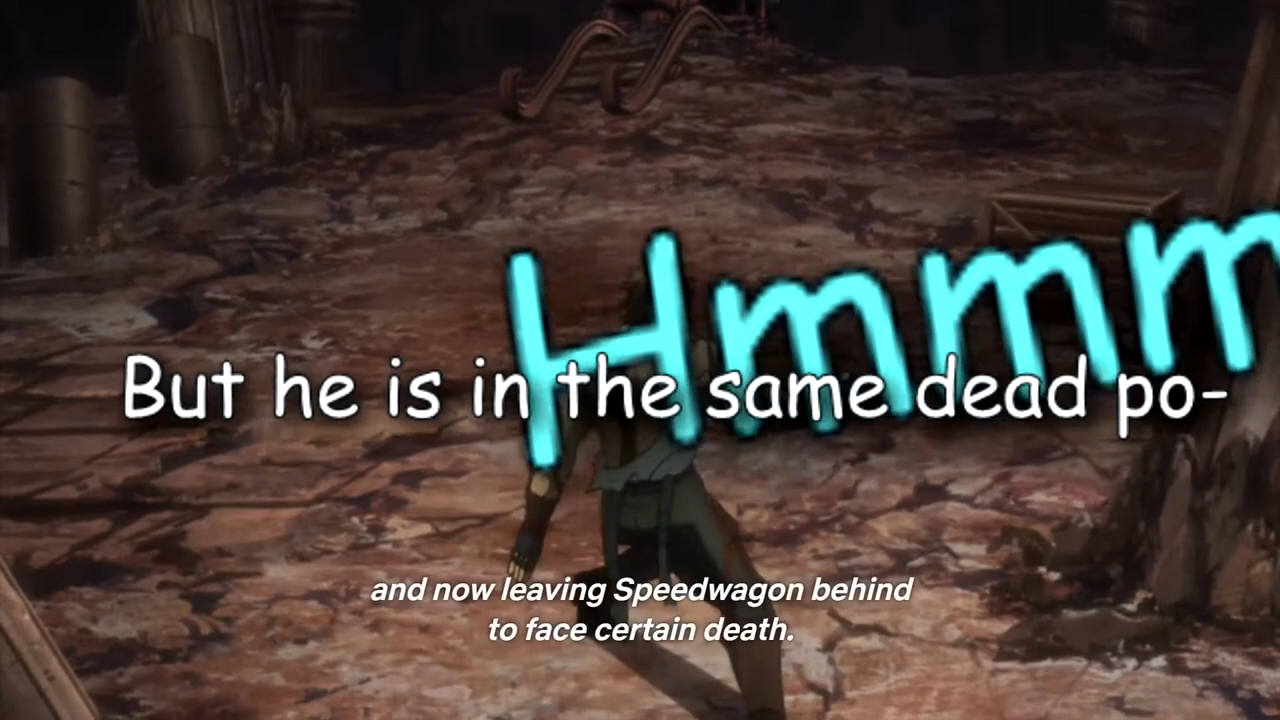 Hmmm
But he is in the same dead po-
and now leaving Speedwagon behind
to face certain death.